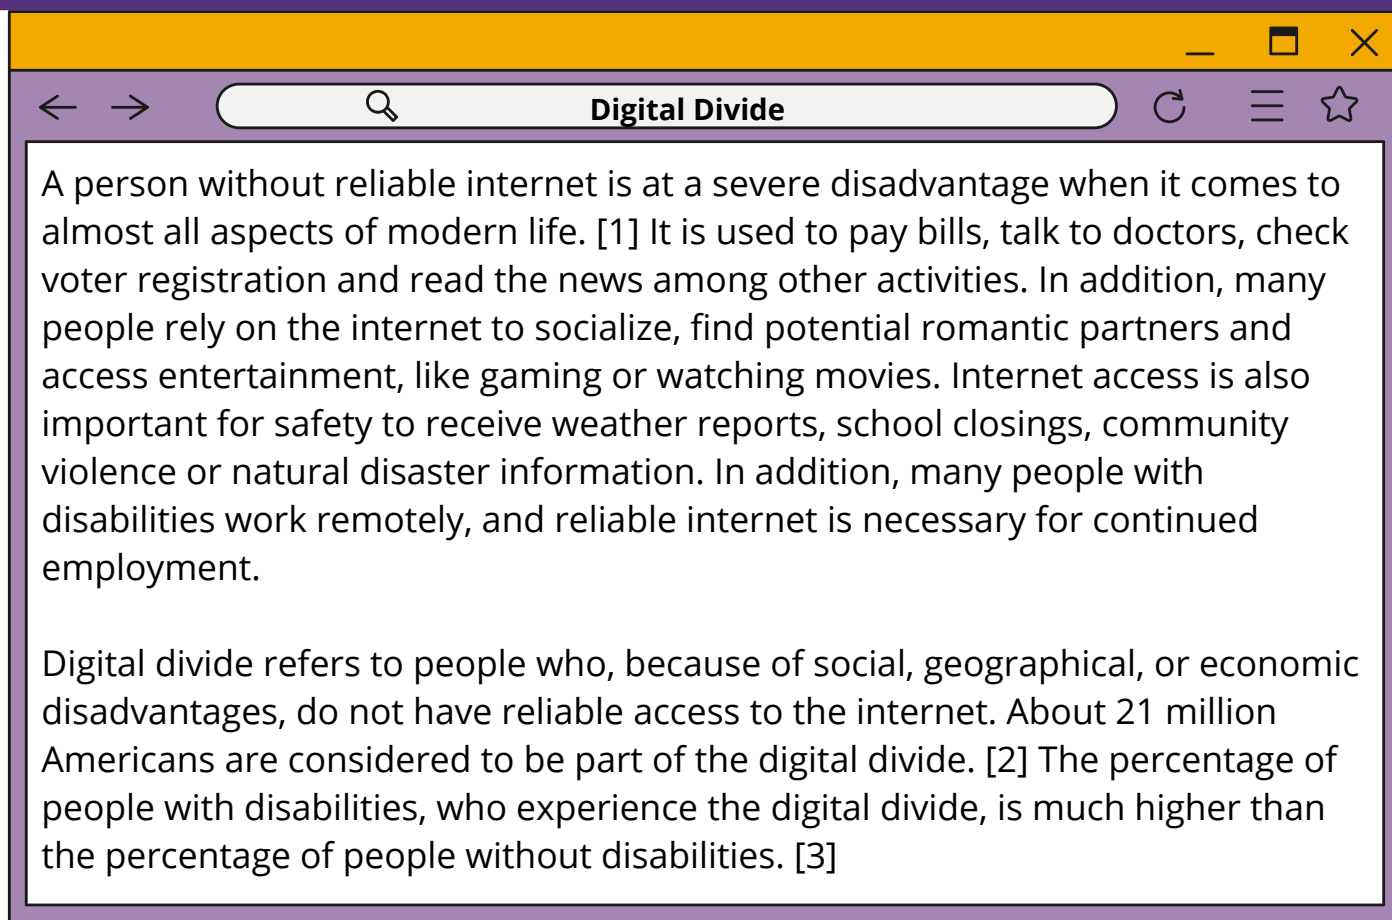 Digital Divide
A person without reliable internet is at a severe disadvantage when it comes to
almost all aspects of modern life. [1] It is used to pay bills, talk to doctors, check
voter registration and read the news among other activities. In addition, many
people rely on the internet to socialize, find potential romantic partners and
access entertainment, like gaming or watching movies. Internet access is also
important for safety to receive weather reports, school closings, community
violence or natural disaster information. In addition, many people with
disabilities work remotely, and reliable internet is necessary for continued
employment.
Digital divide refers to people who, because of social, geographical, or economic
disadvantages, do not have reliable access to the internet. About 21 million
Americans are considered to be part of the digital divide. [2] The percentage of
people with disabilities, who experience the digital divide, is much higher than
the percentage of people without disabilities. [3]